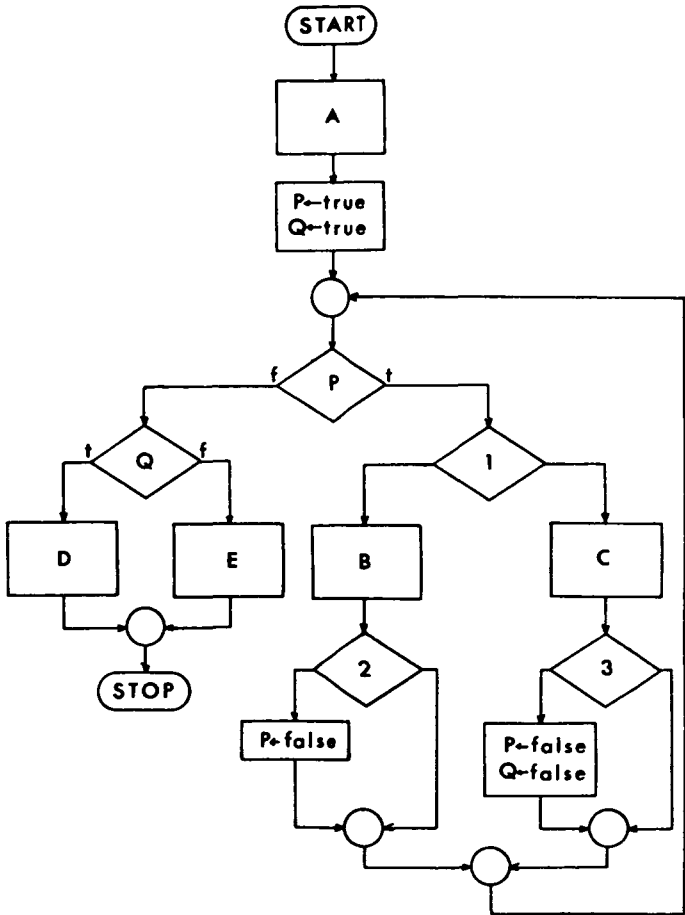 START
A
P←true
Q←true
f P t
t Q f
1
D
E
B
C
2
3
STOP
P←false
P←false
Q←false